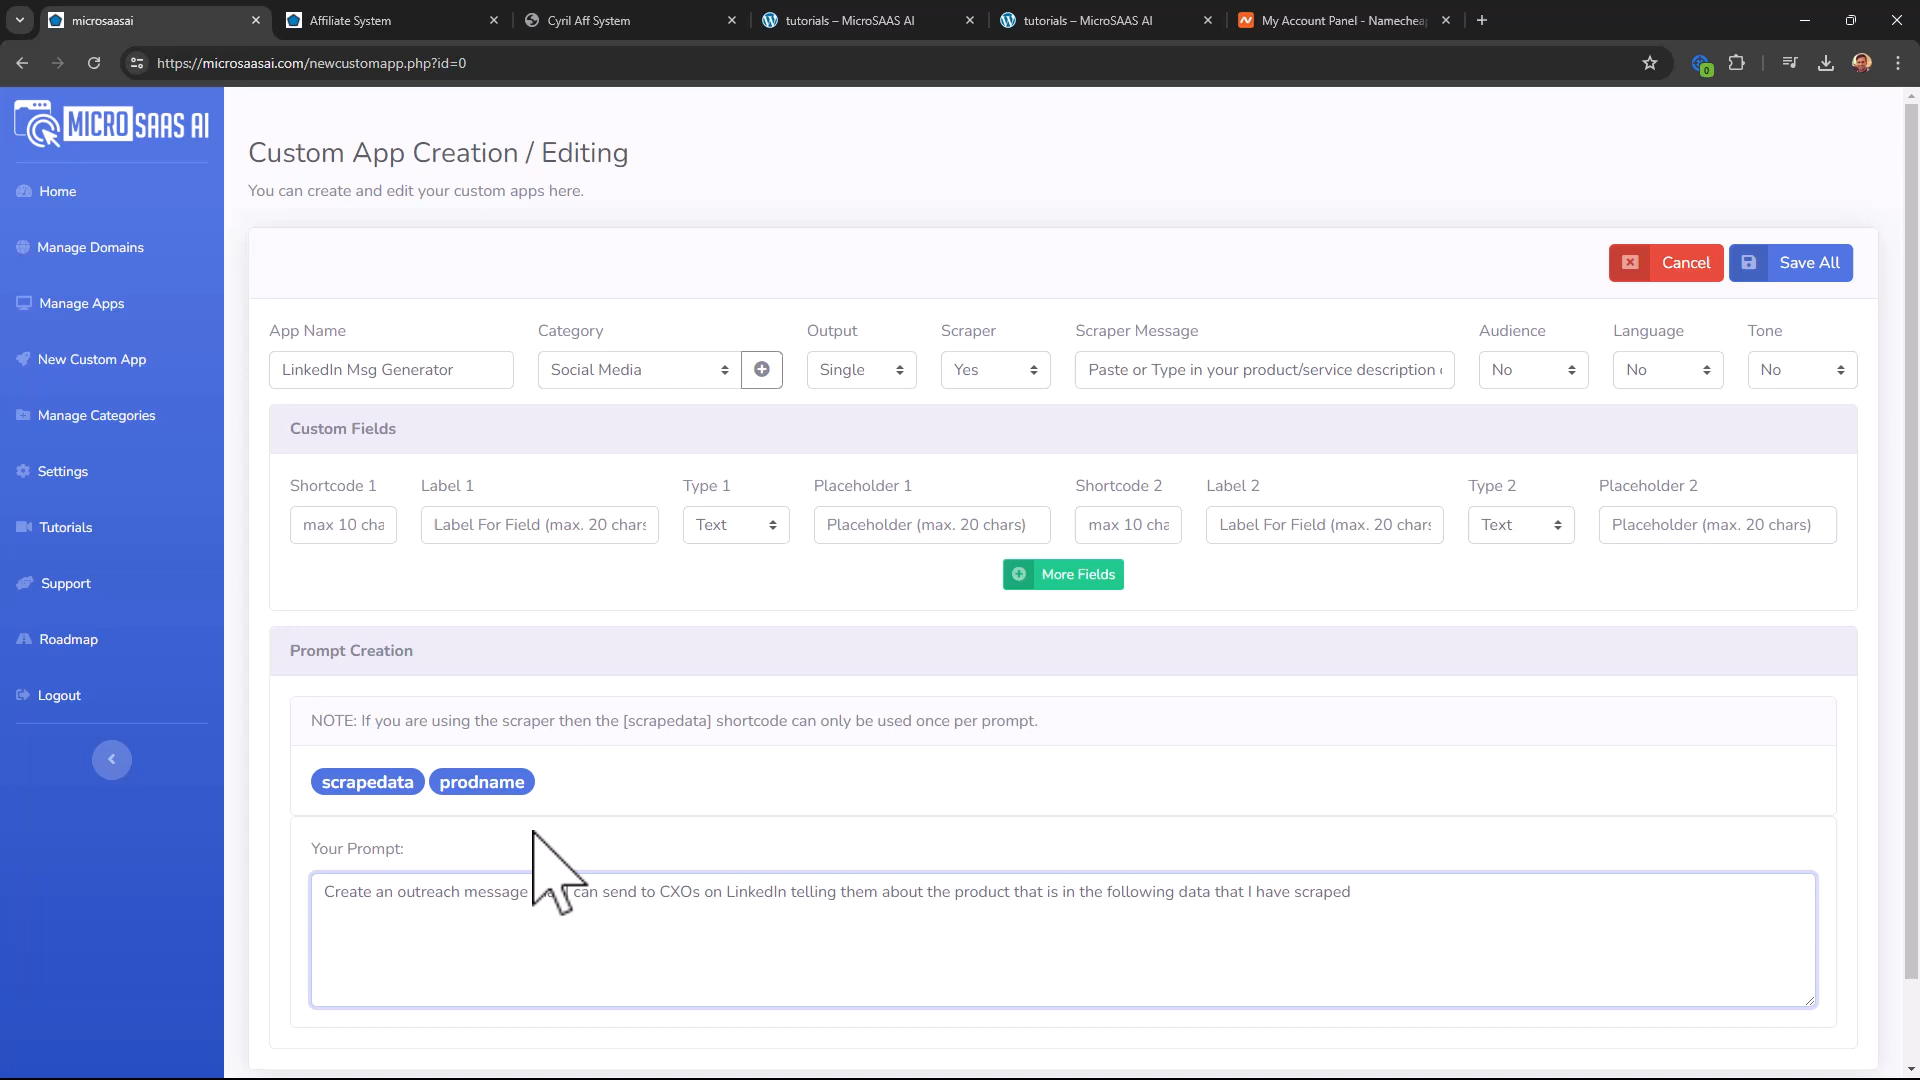 microsaasai
Affiliate System
Cyril Aff System
tutorials – MicroSAAS AI
tutorials – MicroSAAS AI
My Account Panel - Namecheap
https://microsaasai.com/newcustomapp.php?id=0
0
MICRO SAAS AI
Home
Manage Domains
Manage Apps
New Custom App
Manage Categories
Settings
Tutorials
Support
Roadmap
Logout
Custom App Creation / Editing
You can create and edit your custom apps here.
Cancel
Save All
App Name
Category
Output
Scraper
Scraper Message
Audience
Language
Tone
LinkedIn Msg Generator
Social Media
Single
Yes
Paste or Type in your product/service description
No
No
No
Custom Fields
Shortcode 1
Label 1
Type 1
Placeholder 1
Shortcode 2
Label 2
Type 2
Placeholder 2
max 10 cha
Label For Field (max. 20 chars
Text
Placeholder (max. 20 chars)
max 10 cha
Label For Field (max. 20 chars
Text
Placeholder (max. 20 chars)
More Fields
Prompt Creation
NOTE: If you are using the scraper then the [scrapedata] shortcode can only be used once per prompt.
scrapedata
prodname
Your Prompt:
Create an outreach message can send to CXOs on LinkedIn telling them about the product that is in the following data that I have scraped